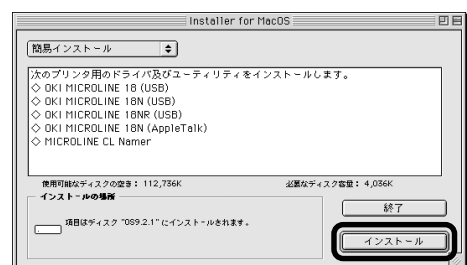 Installer for MacOS
簡易インストール
次のプリンタ用のドライバ及びユーティリティをインストールします。
◇ OKI MICROLINE 18 (USB)
◇ OKI MICROLINE 18N (USB)
◇ OKI MICROLINE 18NR (USB)
◇ OKI MICROLINE 18N (AppleTalk)
◇ MICROLINE CL Namer
使用可能なディスクの空き： 112,736K 必要なディスク容量： 4,036K
インストールの場所
項目はディスク "OS9.2.1" にインストールされます。
終了
インストール